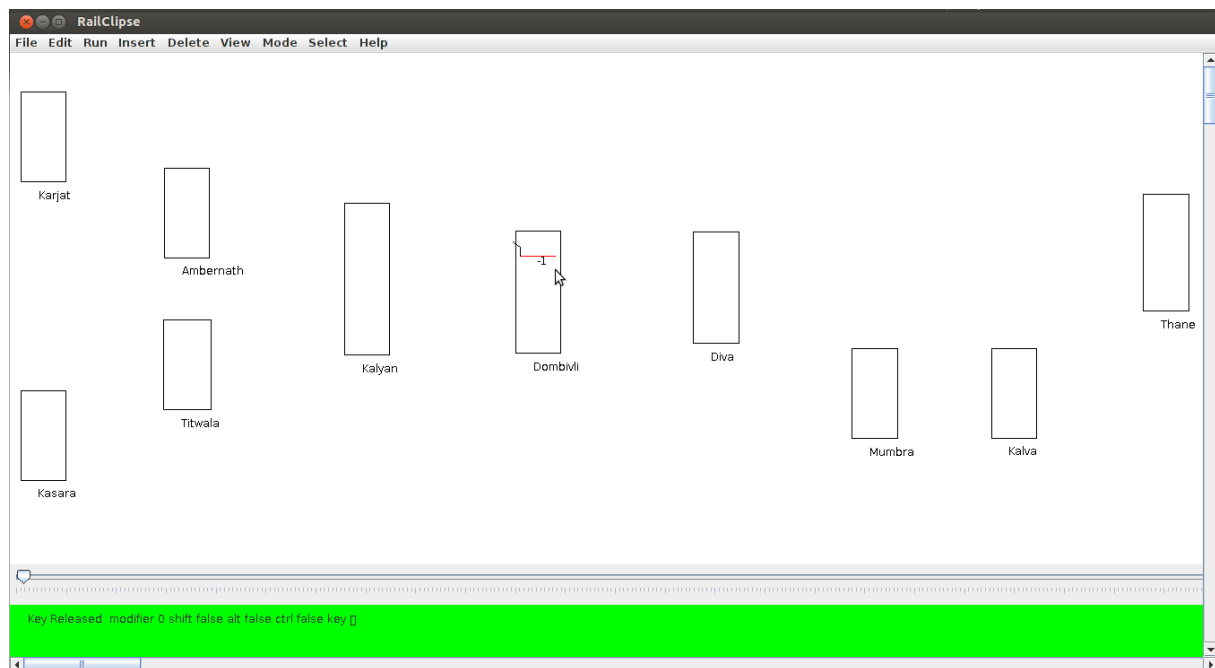 RailClipse
File Edit Run Insert Delete View Mode Select Help
Karjat
Ambernath
-1
Thane
Diva
Dombivli
Kalyan
Titwala
Mumbra
Kalva
Kasara
Key Released modifier 0 shift false alt false ctrl false key []